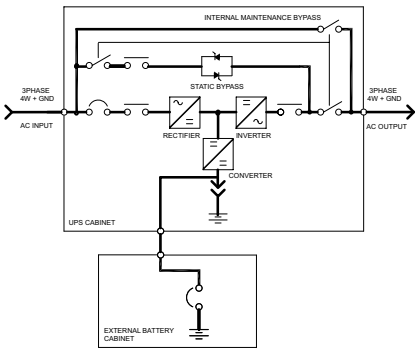 INTERNAL MAINTENANCE BYPASS
STATIC BYPASS
3PHASE
4W + GND
3PHASE
4W + GND
AC INPUT
RECTIFIER
INVERTER
AC OUTPUT
CONVERTER
UPS CABINET
EXTERNAL BATTERY
CABINET